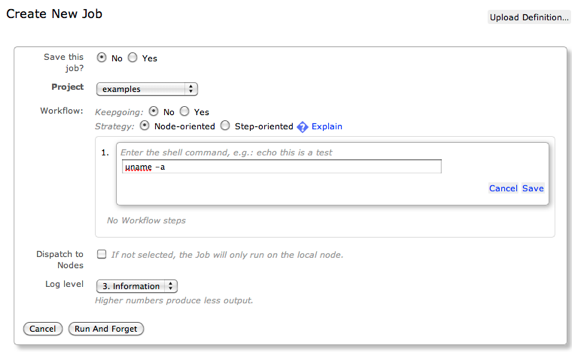 Create New Job
Upload Definition...
Save this job? No Yes
Project examples
Workflow: Keepgoing: No Yes
Strategy: Node-oriented Step-oriented ? Explain
1. Enter the shell command, e.g.: echo this is a test
uname -a
Cancel Save
No Workflow steps
Dispatch to Nodes If not selected, the Job will only run on the local node.
Log level 3. Information
Higher numbers produce less output.
Cancel Run And Forget